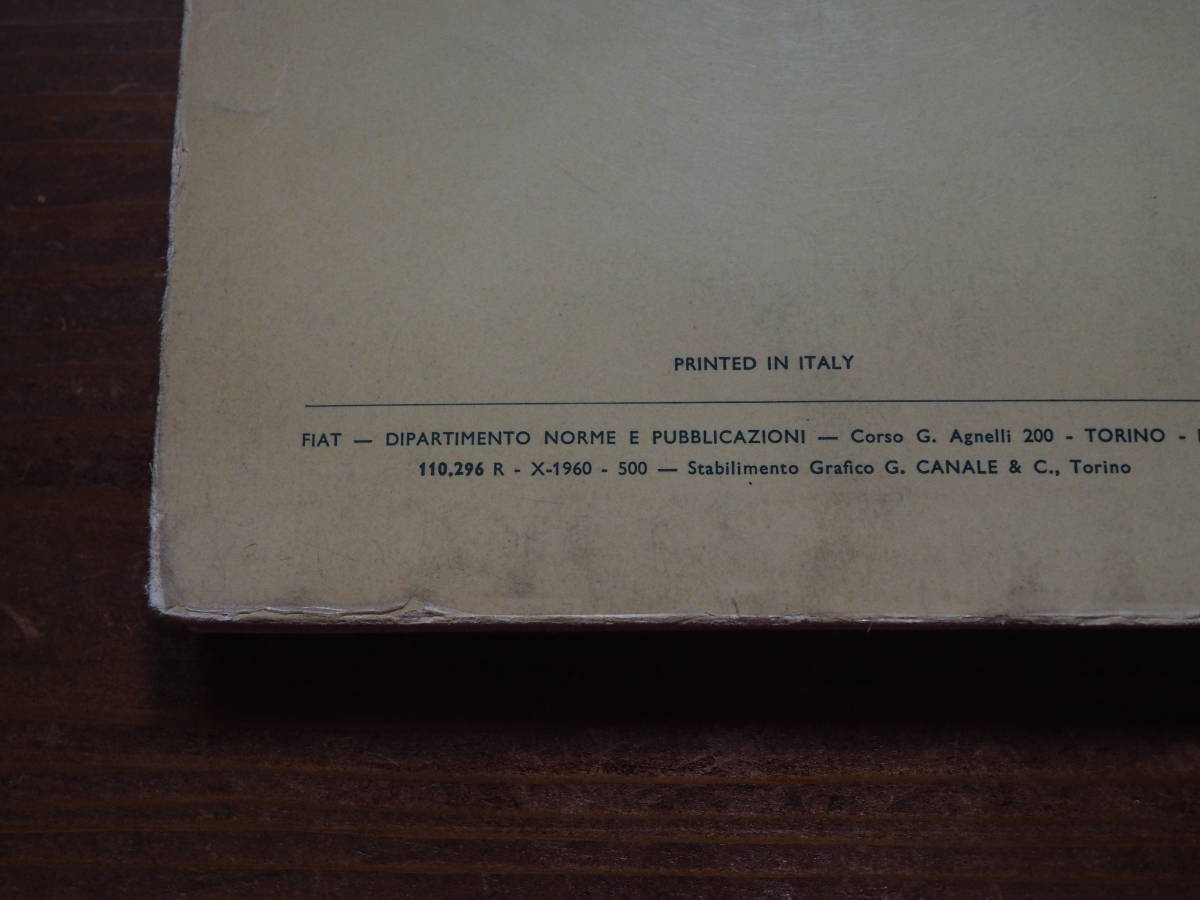 PRINTED IN ITALY
FIAT — DIPARTIMENTO NORME E PUBBLICAZIONI — Corso G. Agnelli 200 - TORINO -
110.296 R - X-1960 - 500 — Stabilimento Grafico G. CANALE & C., Torino